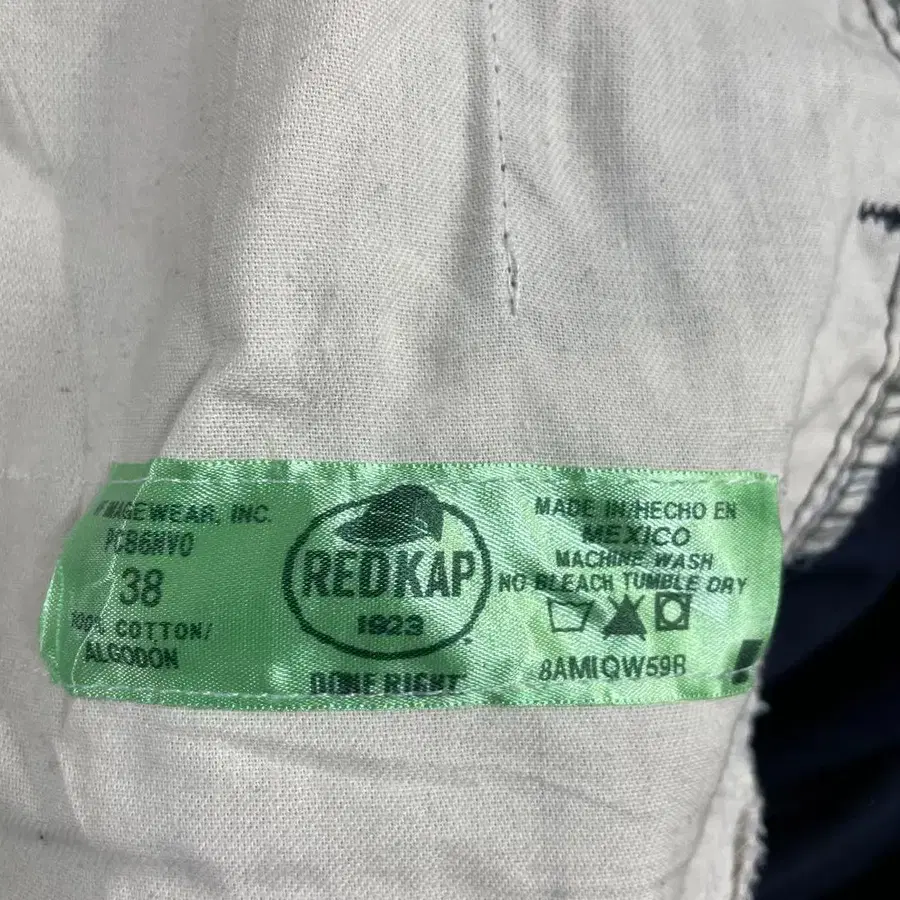 IMAGEWEAR, INC.
38
100% COTTON/
ALGODON
REDKAP
1923
DONE RIGHT
MADE IN/HECHO EN
MEXICO
MACHINE WASH
NO BLEACH TUMBLE DRY
8AMIQW59R